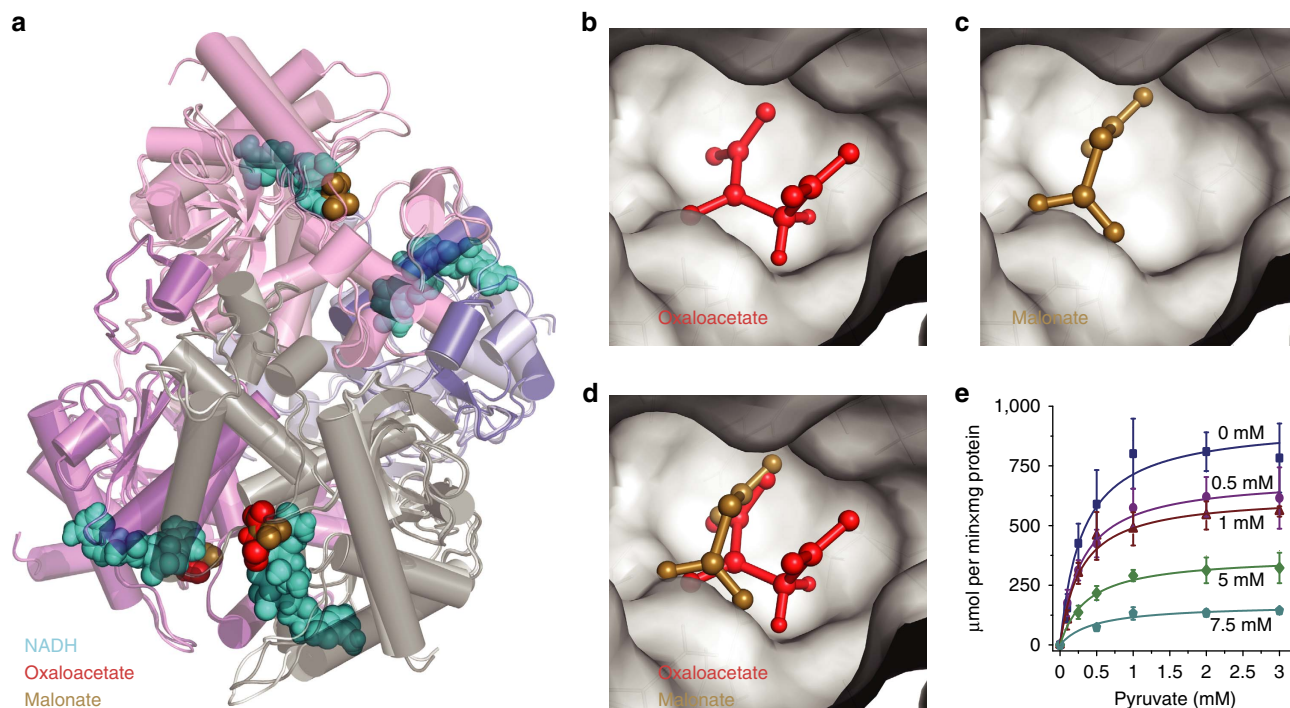 a
NADH
Oxaloacetate
Malonate
b
Oxaloacetate
c
Malonate
d
Oxaloacetate
Malonate
e
1,000
750
500
250
0
μmol per min×mg protein
0 mM
0.5 mM
1 mM
5 mM
7.5 mM
0 0.5 1 1.5 2 2.5 3
Pyruvate (mM)